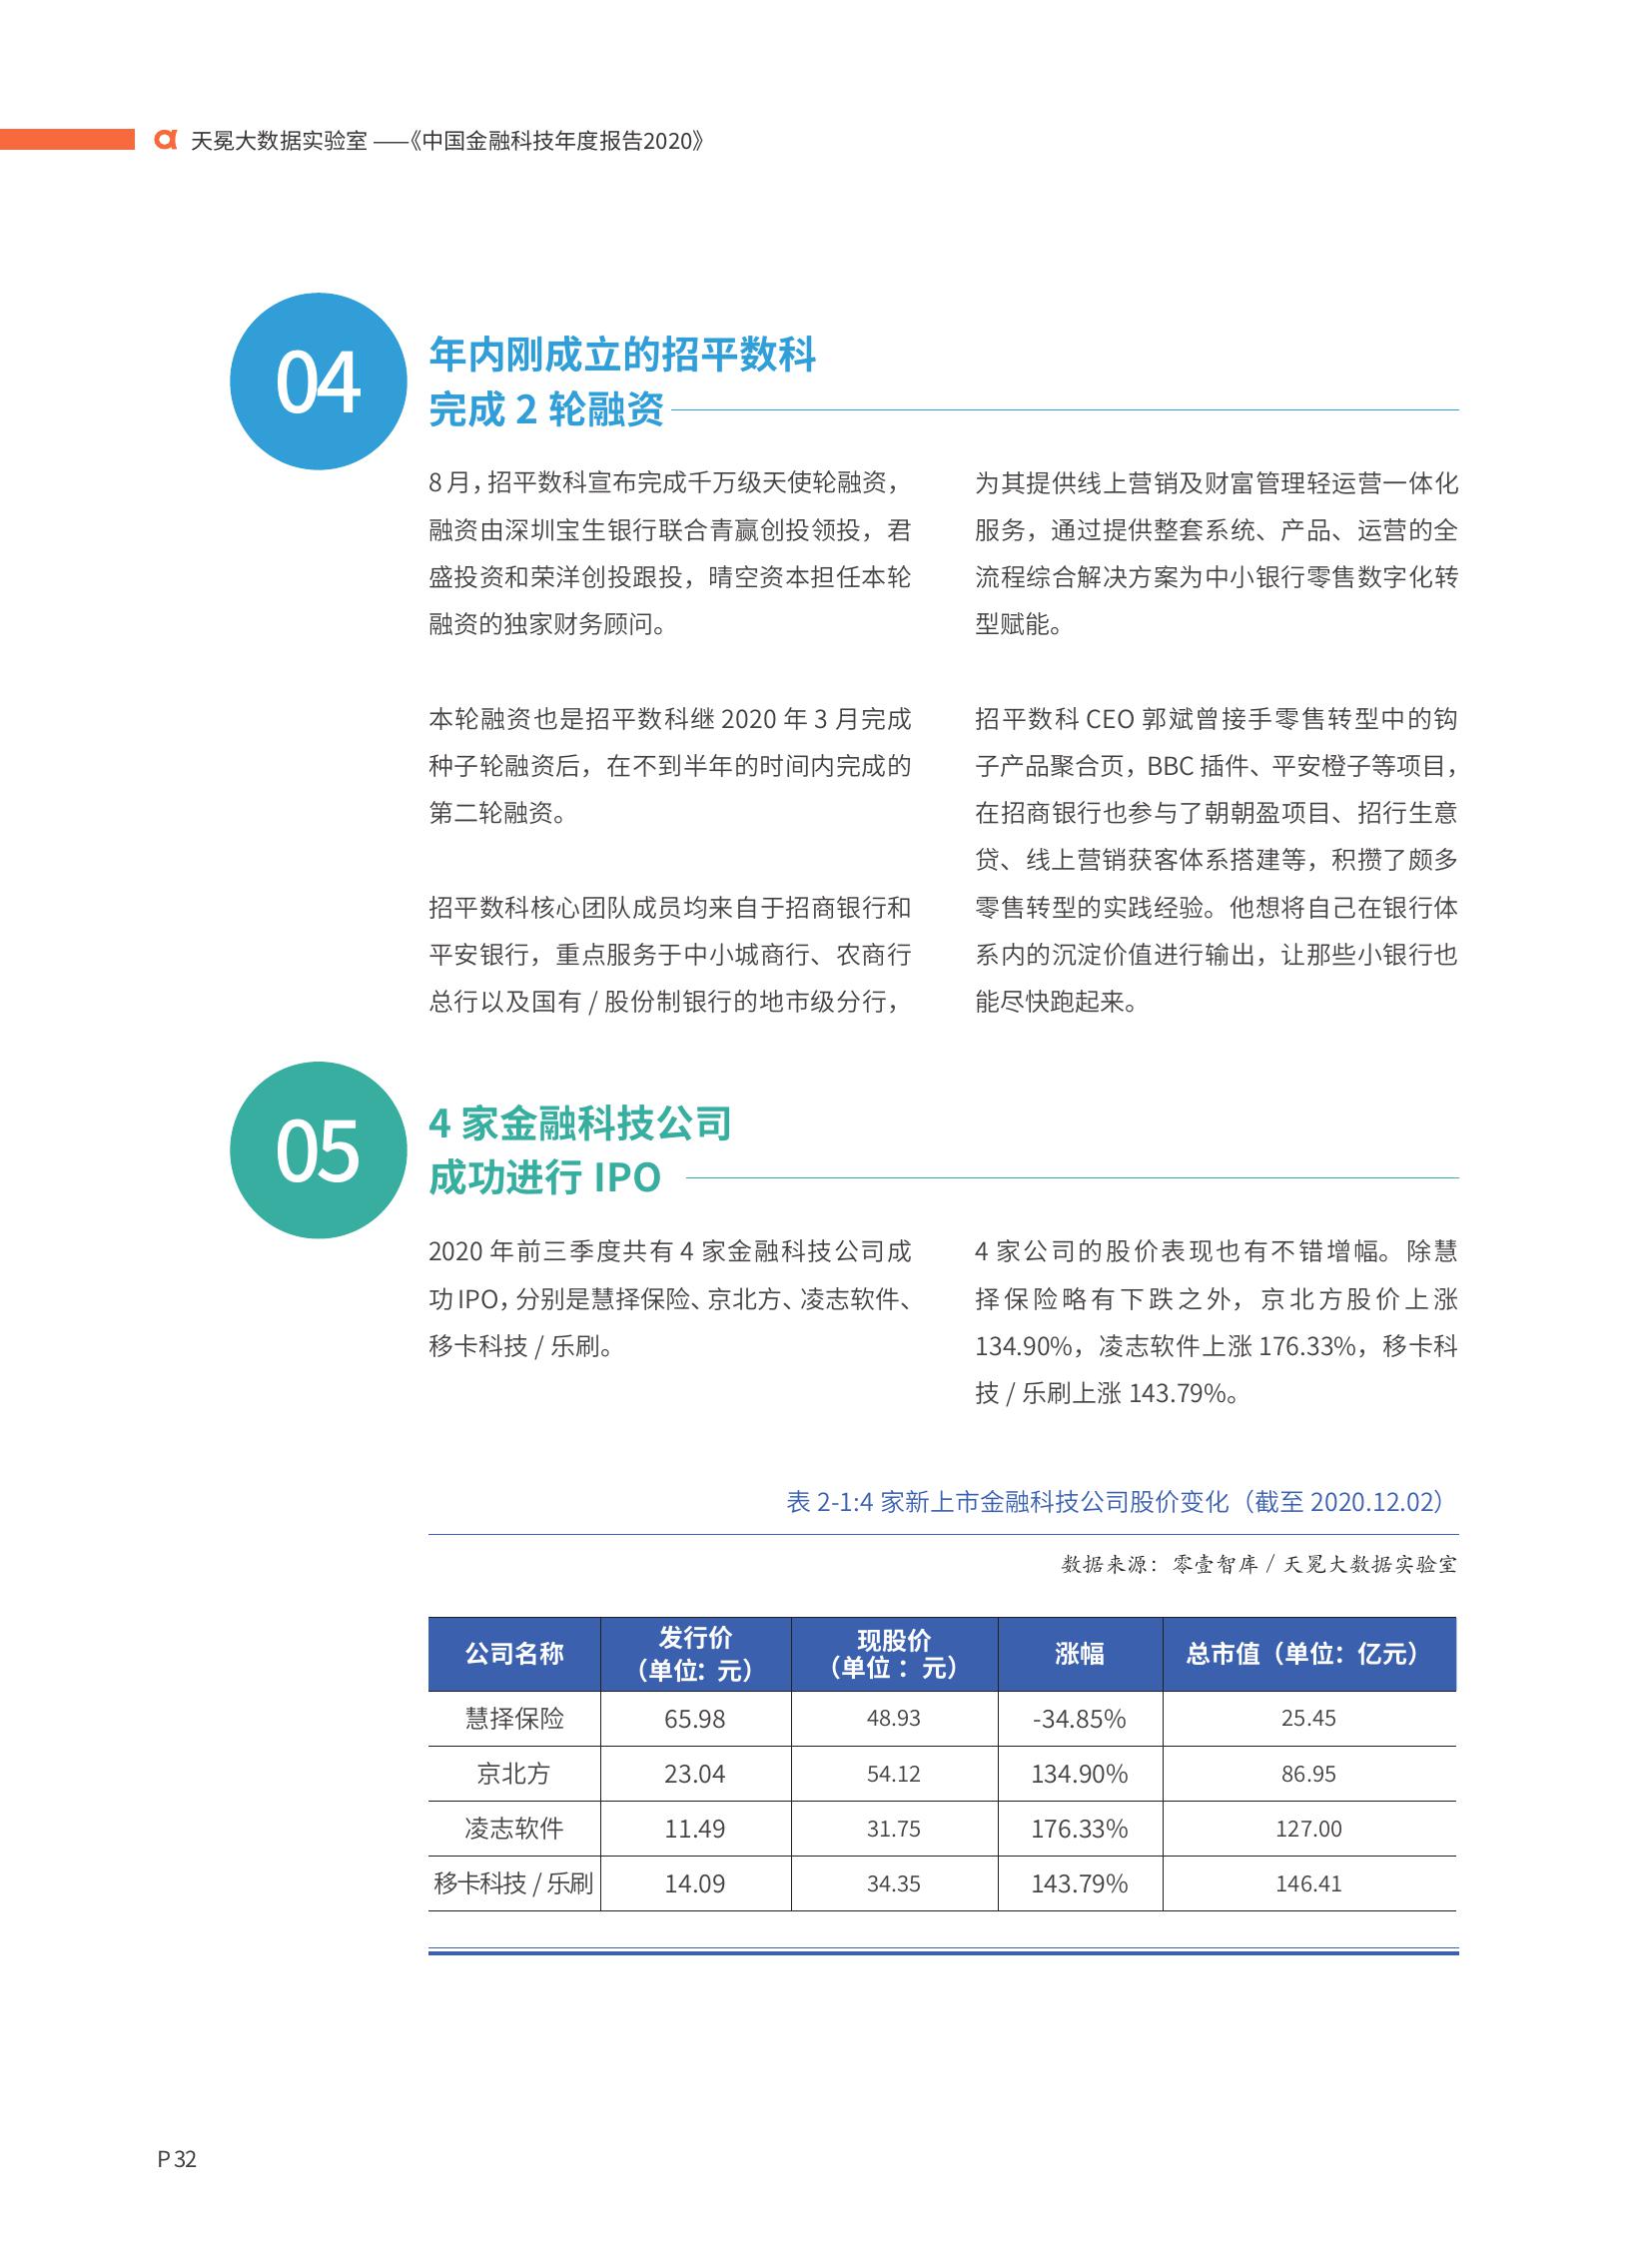 天冕大数据实验室 ——《中国金融科技年度报告2020》
04
年内刚成立的招平数科
完成 2 轮融资
8 月，招平数科宣布完成千万级天使轮融资，
融资由深圳宝生银行联合青赢创投领投，君
盛投资和荣洋创投跟投，晴空资本担任本轮
融资的独家财务顾问。
本轮融资也是招平数科继 2020 年 3 月完成
种子轮融资后，在不到半年的时间内完成的
第二轮融资。
招平数科核心团队成员均来自于招商银行和
平安银行，重点服务于中小城商行、农商行
总行以及国有 / 股份制银行的地市级分行，
为其提供线上营销及财富管理轻运营一体化
服务，通过提供整套系统、产品、运营的全
流程综合解决方案为中小银行零售数字化转
型赋能。
招平数科 CEO 郭斌曾接手零售转型中的钩
子产品聚合页，BBC 插件、平安橙子等项目，
在招商银行也参与了朝朝盈项目、招行生意
贷、线上营销获客体系搭建等，积攒了颇多
零售转型的实践经验。他想将自己在银行体
系内的沉淀价值进行输出，让那些小银行也
能尽快跑起来。
05
4 家金融科技公司
成功进行 IPO
2020 年前三季度共有 4 家金融科技公司成
功 IPO，分别是慧择保险、京北方、凌志软件、
移卡科技 / 乐刷。
4 家公司的股价表现也有不错增幅。除慧
择保险略有下跌之外，京北方股价上涨
134.90%，凌志软件上涨 176.33%，移卡科
技 / 乐刷上涨 143.79%。
表 2-1:4 家新上市金融科技公司股价变化（截至 2020.12.02）
数据来源：零壹智库 / 天冕大数据实验室
公司名称 发行价（单位：元） 现股价（单位：元） 涨幅 总市值（单位：亿元）
慧择保险 65.98 48.93 -34.85% 25.45
京北方 23.04 54.12 134.90% 86.95
凌志软件 11.49 31.75 176.33% 127.00
移卡科技 / 乐刷 14.09 34.35 143.79% 146.41
P 32